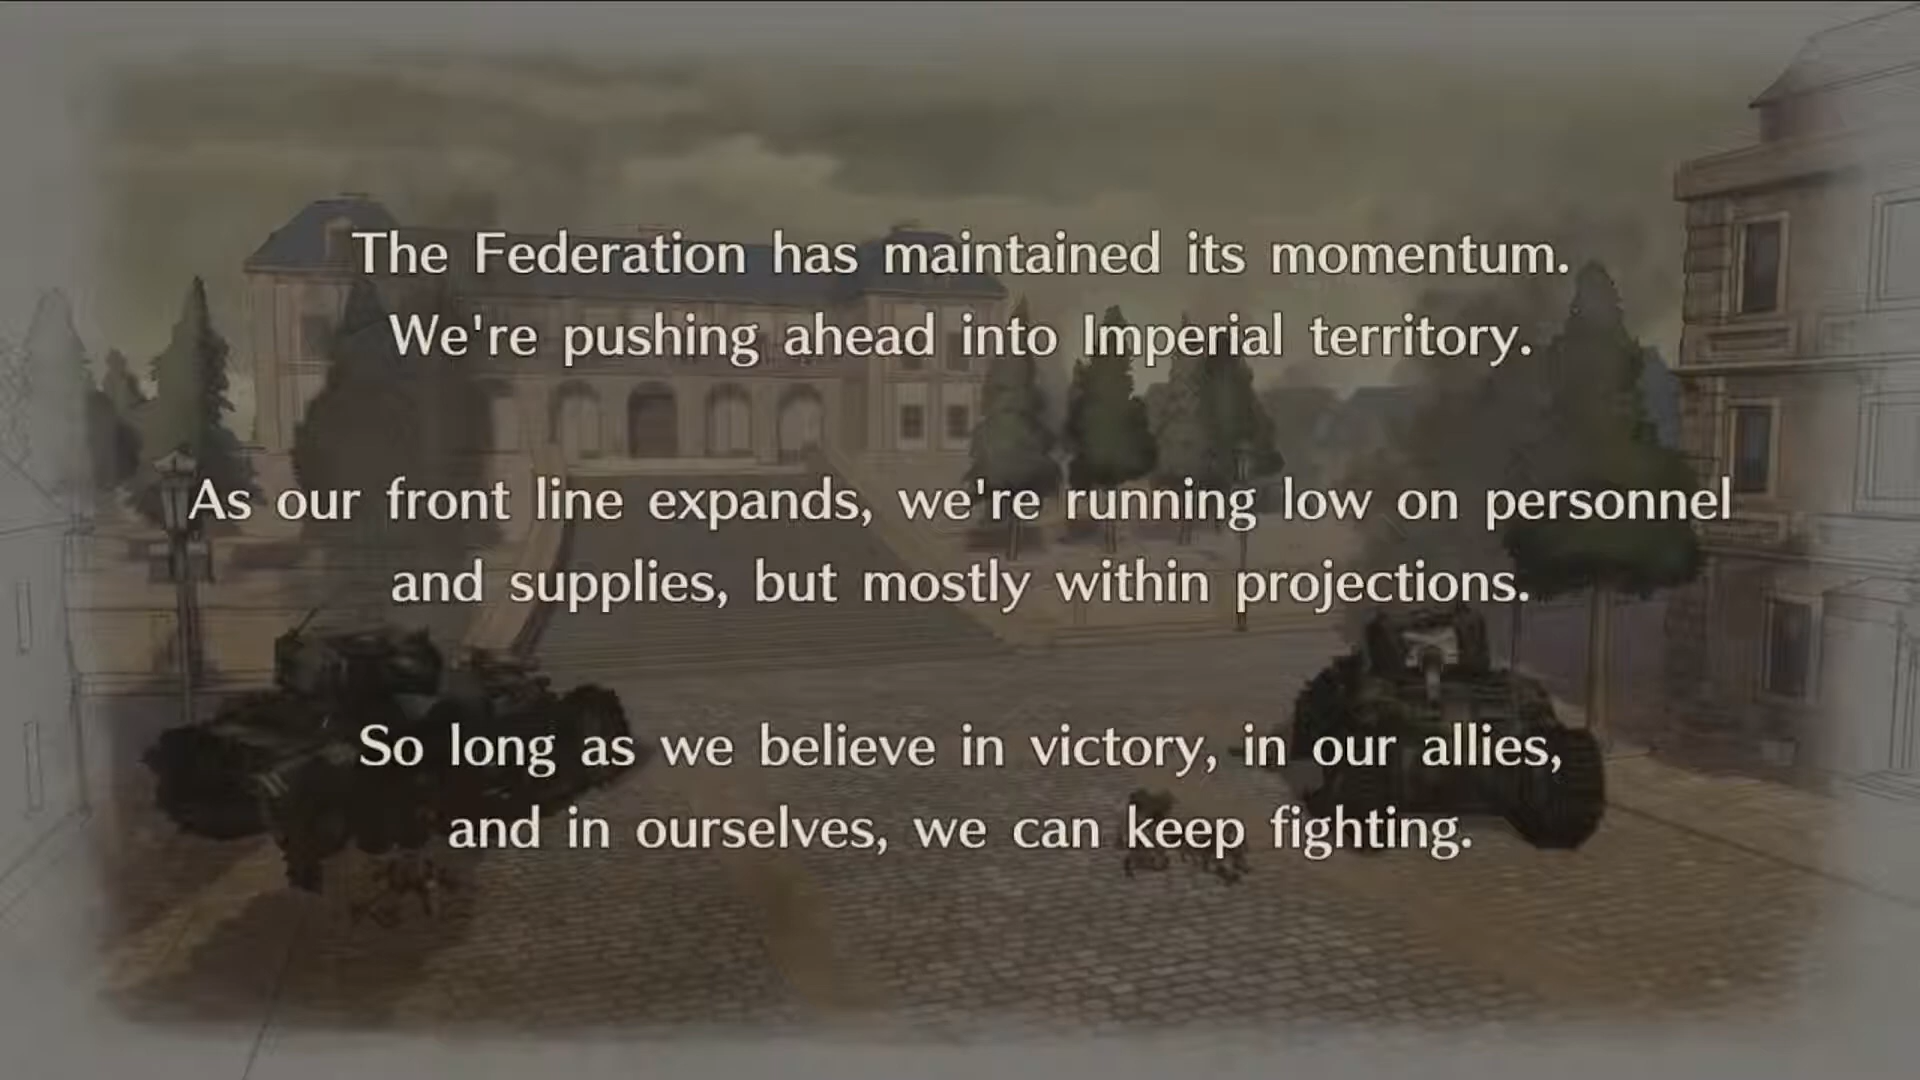 The Federation has maintained its momentum.
We're pushing ahead into Imperial territory.
As our front line expands, we're running low on personnel
and supplies, but mostly within projections.
So long as we believe in victory, in our allies,
and in ourselves, we can keep fighting.